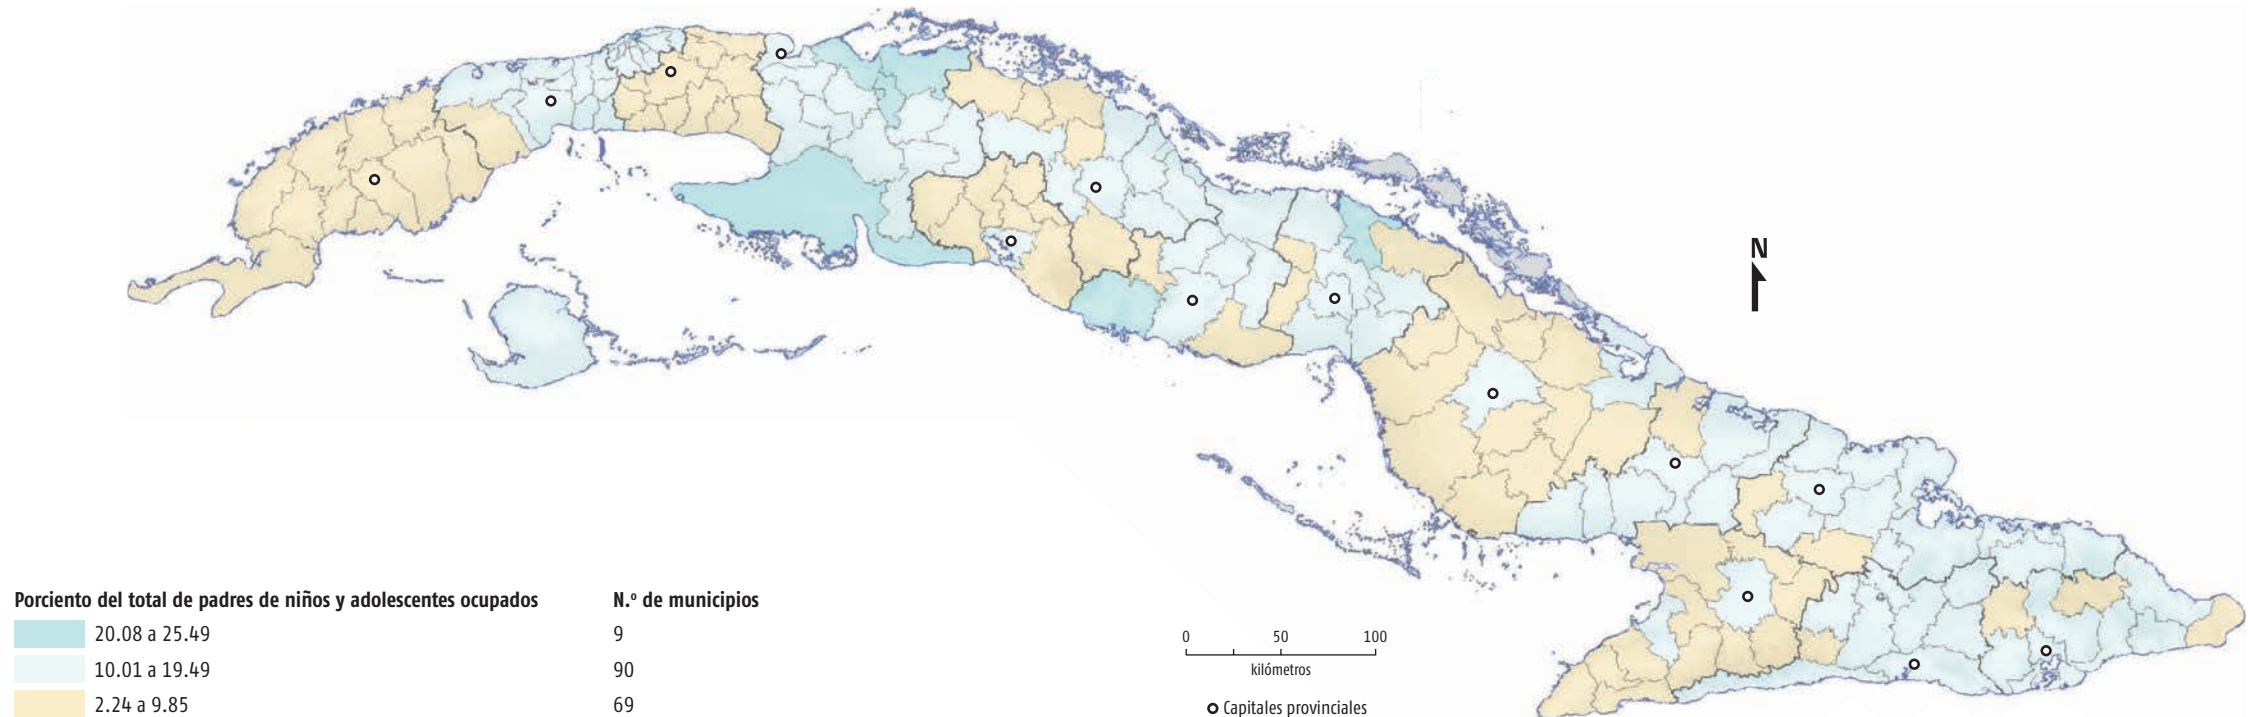 N
Porciento del total de padres de niños y adolescentes ocupados N.º de municipios
20.08 a 25.49 9
10.01 a 19.49 90
2.24 a 9.85 69
0 50 100
kilómetros
Capitales provinciales